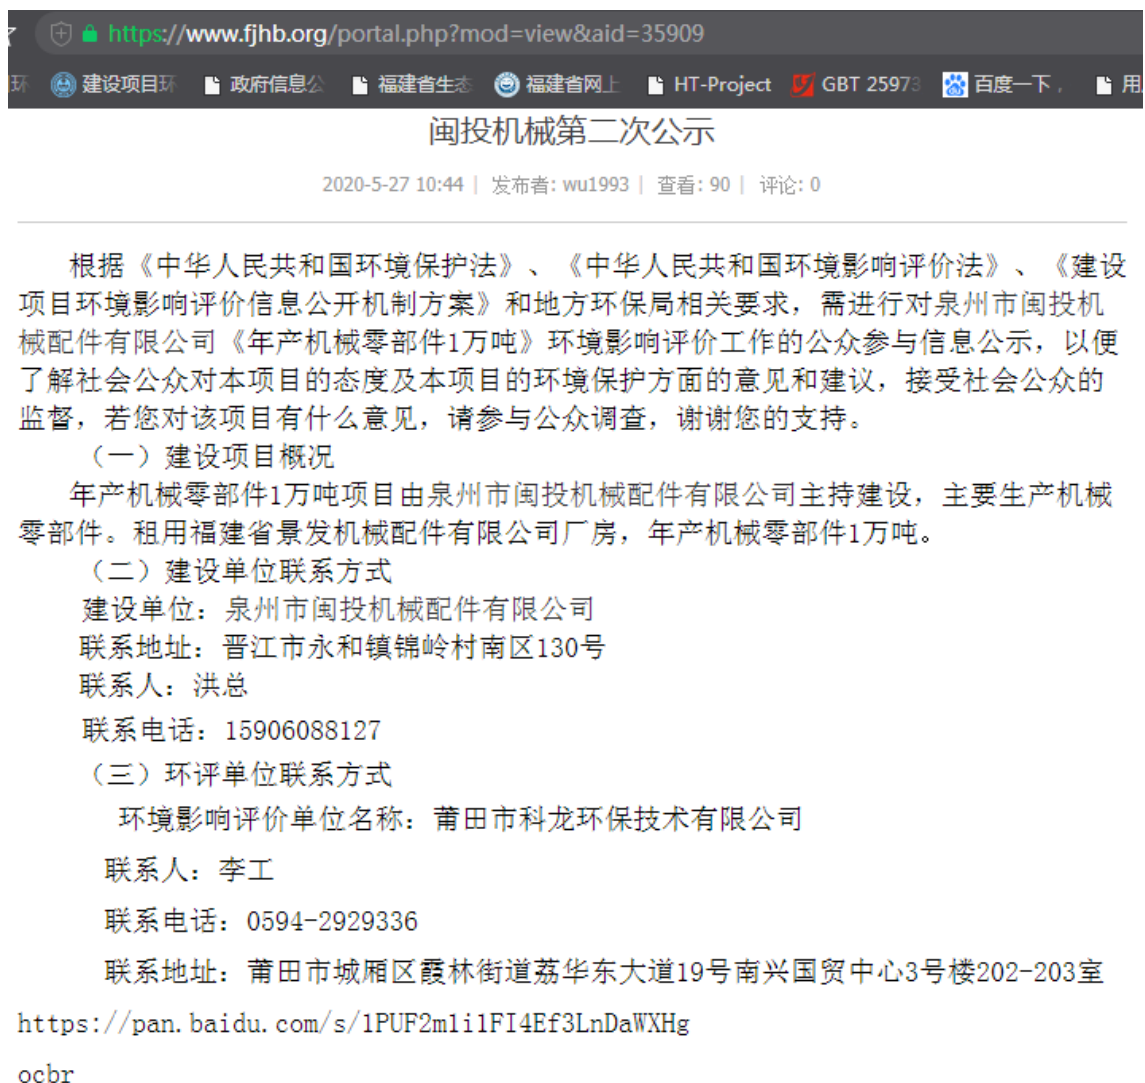 https://www.fjhb.org/portal.php?mod=view&aid=35909
建设项目环 政府信息公 福建省生态 福建省网上 HT-Project GBT 25973 百度一下， 用
闽投机械第二次公示
2020-5-27 10:44 | 发布者: wu1993 | 查看: 90 | 评论: 0
根据《中华人民共和国环境保护法》、《中华人民共和国环境影响评价法》、《建设
项目环境影响评价信息公开机制方案》和地方环保局相关要求，需进行对泉州市闽投机
械配件有限公司《年产机械零部件1万吨》环境影响评价工作的公众参与信息公示，以便
了解社会公众对本项目的态度及本项目的环境保护方面的意见和建议，接受社会公众的
监督，若您对该项目有什么意见，请参与公众调查，谢谢您的支持。
（一）建设项目概况
年产机械零部件1万吨项目由泉州市闽投机械配件有限公司主持建设，主要生产机械
零部件。租用福建省景发机械配件有限公司厂房，年产机械零部件1万吨。
（二）建设单位联系方式
建设单位：泉州市闽投机械配件有限公司
联系地址：晋江市永和镇锦岭村南区130号
联系人：洪总
联系电话：15906088127
（三）环评单位联系方式
环境影响评价单位名称：莆田市科龙环保技术有限公司
联系人：李工
联系电话：0594-2929336
联系地址：莆田市城厢区霞林街道荔华东大道19号南兴国贸中心3号楼202-203室
https://pan.baidu.com/s/1PUF2m1i1FI4Ef3LnDaWXHg
ocbr